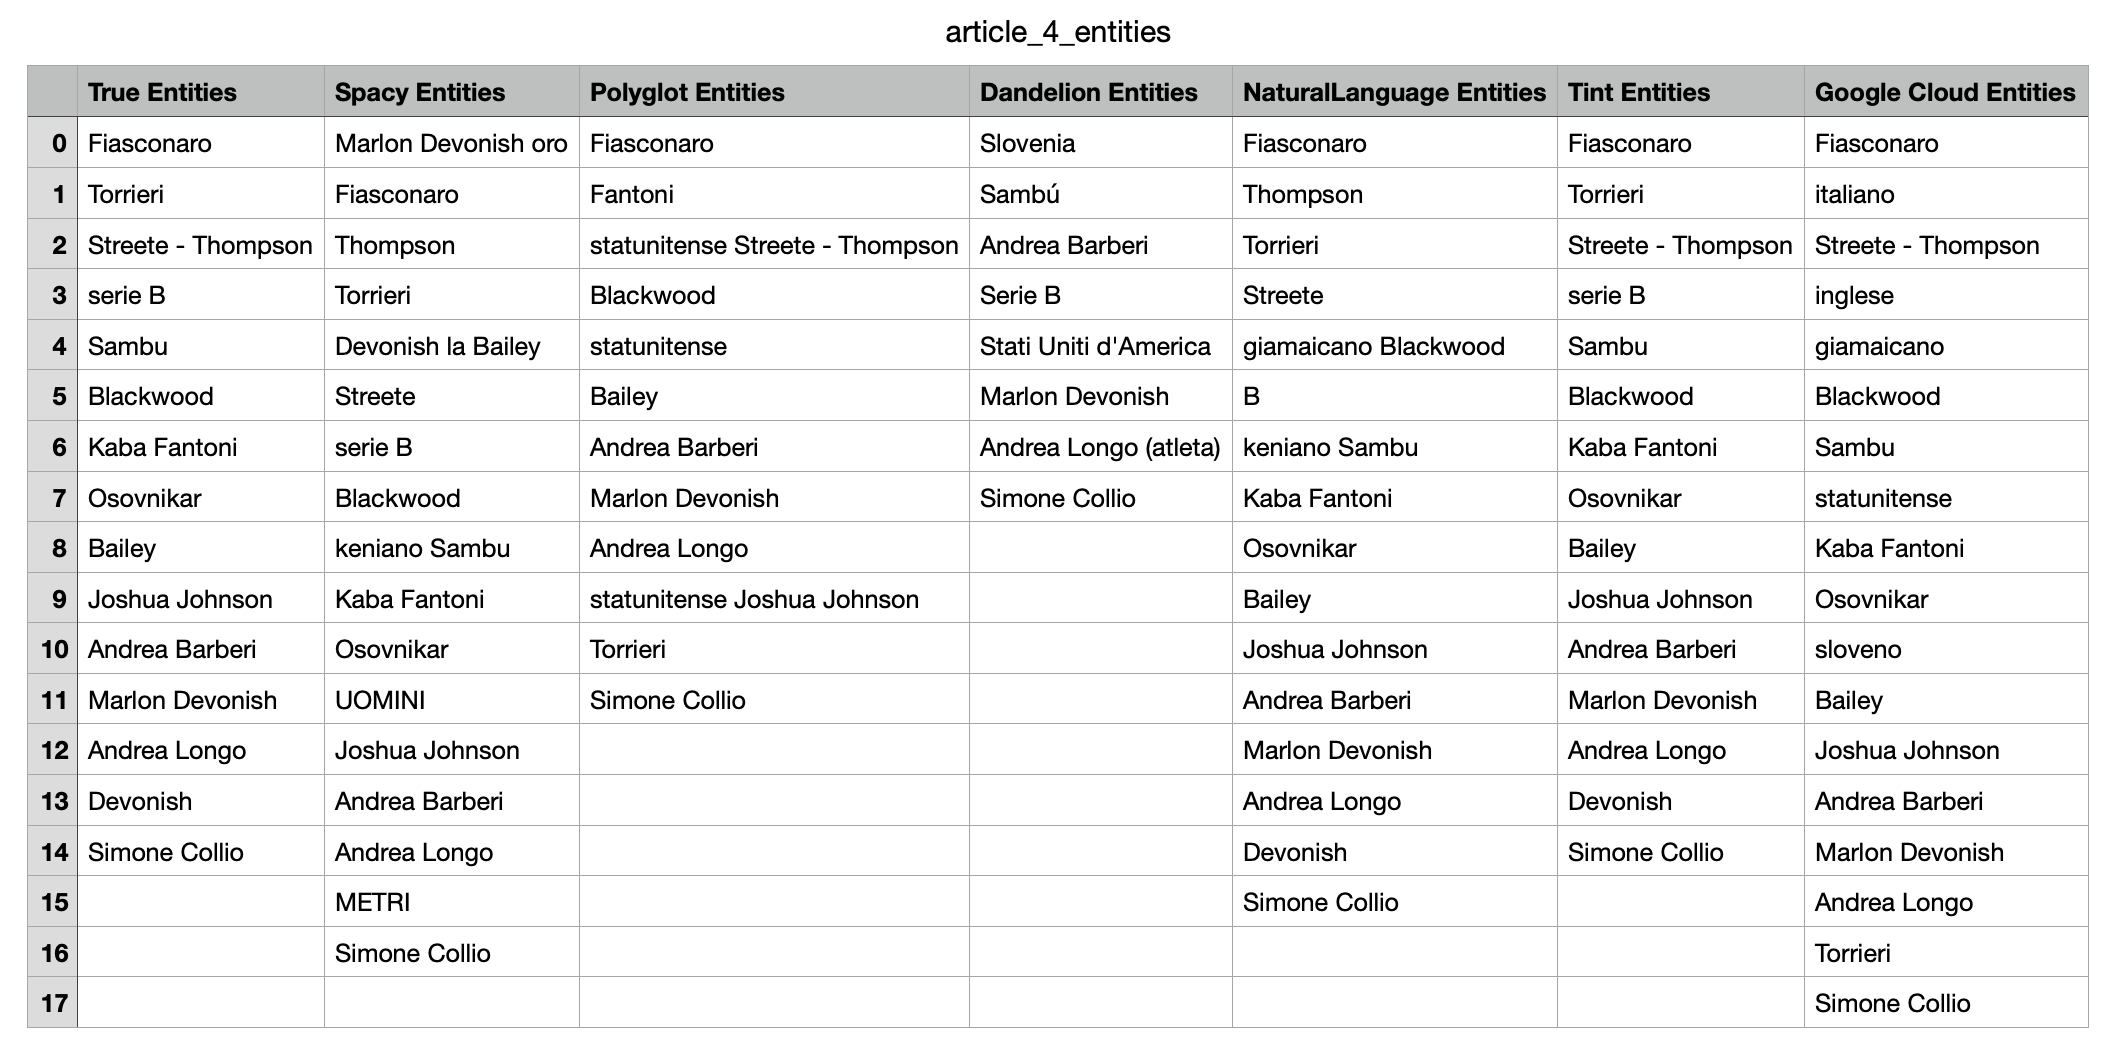 article_4_entities
True Entities Spacy Entities Polyglot Entities Dandelion Entities NaturalLanguage Entities Tint Entities Google Cloud Entities
0 Fiasconaro Marlon Devonish oro Fiasconaro Slovenia Fiasconaro Fiasconaro Fiasconaro
1 Torrieri Fiasconaro Fantoni Sambú Thompson Torrieri italiano
2 Streete - Thompson Thompson statunitense Streete - Thompson Andrea Barberi Torrieri Streete - Thompson Streete - Thompson
3 serie B Torrieri Blackwood Serie B Streete serie B inglese
4 Sambu Devonish la Bailey statunitense Stati Uniti d'America giamaicano Blackwood Sambu giamaicano
5 Blackwood Streete Bailey Marlon Devonish B Blackwood Blackwood
6 Kaba Fantoni serie B Andrea Barberi Andrea Longo (atleta) keniano Sambu Kaba Fantoni Sambu
7 Osovnikar Blackwood Marlon Devonish Simone Collio Kaba Fantoni Osovnikar statunitense
8 Bailey keniano Sambu Andrea Longo Osovnikar Bailey Kaba Fantoni
9 Joshua Johnson Kaba Fantoni statunitense Joshua Johnson Bailey Joshua Johnson Osovnikar
10 Andrea Barberi Osovnikar Torrieri Joshua Johnson Andrea Barberi sloveno
11 Marlon Devonish UOMINI Simone Collio Andrea Barberi Marlon Devonish Bailey
12 Andrea Longo Joshua Johnson Marlon Devonish Andrea Longo Joshua Johnson
13 Devonish Andrea Barberi Andrea Longo Devonish Andrea Barberi
14 Simone Collio Andrea Longo Devonish Simone Collio Marlon Devonish
15 METRI Simone Collio Andrea Longo
16 Simone Collio Torrieri
17 Simone Collio